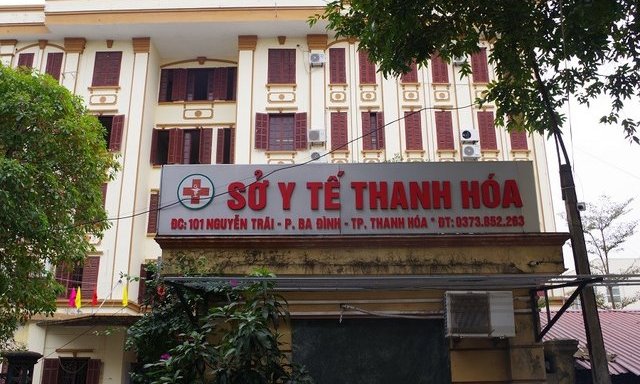 SỞ Y TẾ THANH HÓA
ĐC: 101 NGUYỄN TRÃI - P. BA ĐÌNH - TP. THANH HÓA * ĐT: 0373.852.263